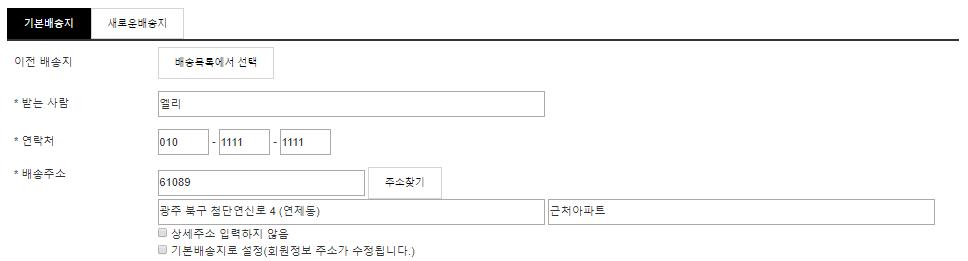 기본배송지 새로운배송지
이전 배송지 배송목록에서 선택
* 받는 사람 엘리
* 연락처 010 - 1111 - 1111
* 배송주소 61089 주소찾기
광주 북구 첨단연신로 4 (연제동) 근처아파트
상세주소 입력하지 않음
기본배송지로 설정(회원정보 주소가 수정됩니다.)